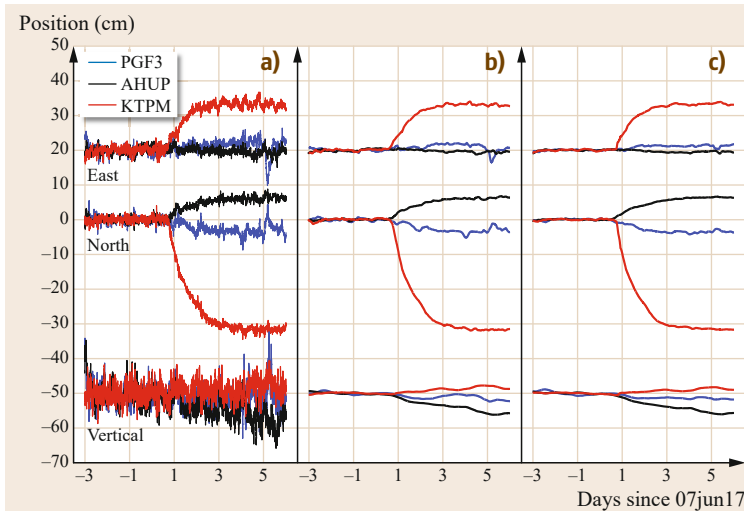 Position (cm)
50
40
30
20
10
0
–10
–20
–30
–40
–50
–60
–70
PGF3
AHUP
KTPM
a)
b)
c)
East
North
Vertical
–3 –1 1 3 5 –3 –1 1 3 5 –3 –1 1 3 5
Days since 07jun17